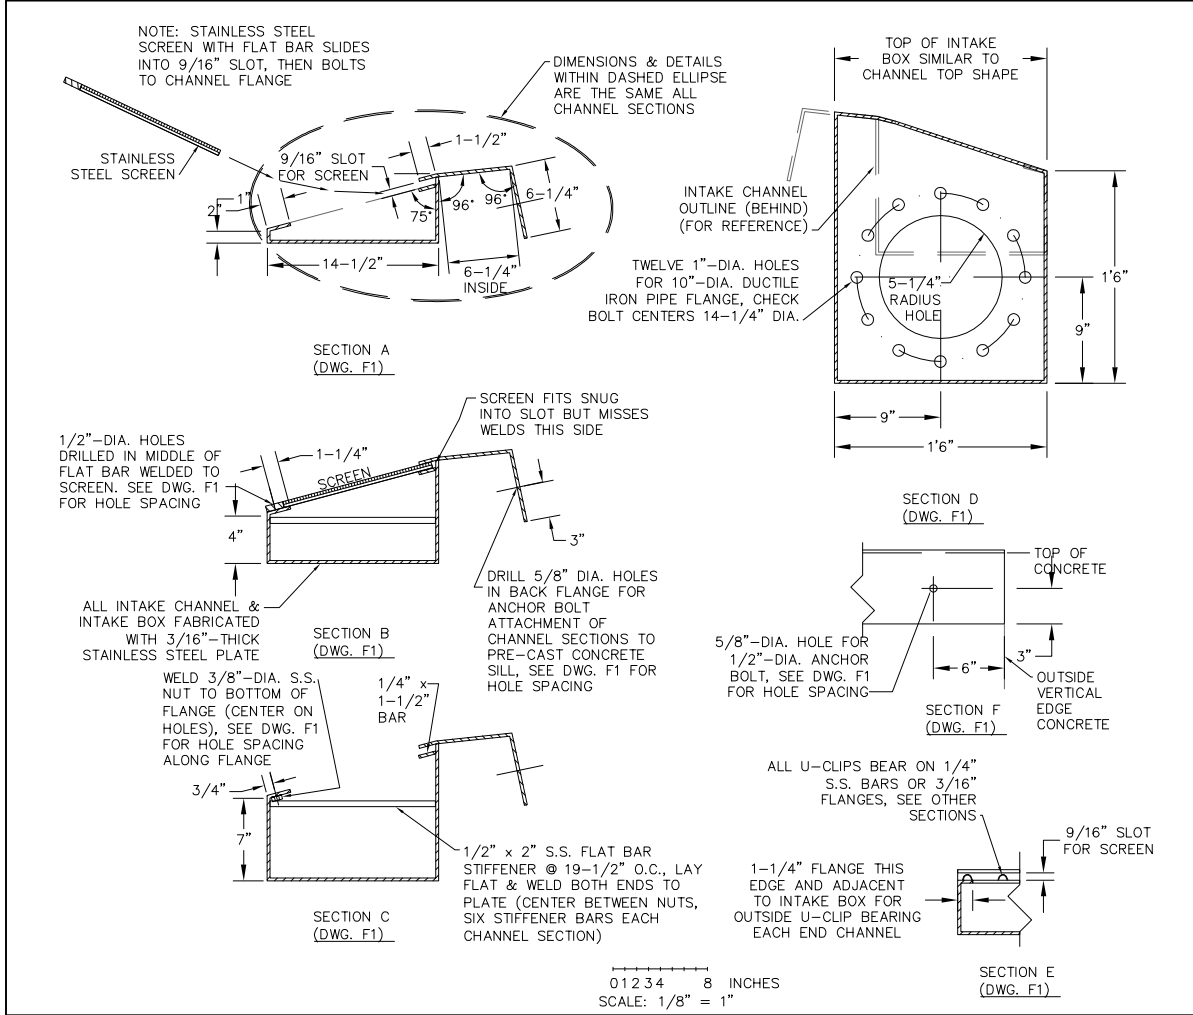 NOTE: STAINLESS STEEL
SCREEN WITH FLAT BAR SLIDES
INTO 9/16" SLOT, THEN BOLTS
TO CHANNEL FLANGE
STAINLESS
STEEL SCREEN
DIMENSIONS & DETAILS
WITHIN DASHED ELLIPSE
ARE THE SAME ALL
CHANNEL SECTIONS
1-1/2"
9/16" SLOT
FOR SCREEN
1"
2"
75°
96°
96°
6-1/4"
14-1/2"
6-1/4"
INSIDE
SECTION A
(DWG. F1)
TOP OF INTAKE
BOX SIMILAR TO
CHANNEL TOP SHAPE
INTAKE CHANNEL
OUTLINE (BEHIND)
(FOR REFERENCE)
TWELVE 1"-DIA. HOLES
FOR 10"-DIA. DUCTILE
IRON PIPE FLANGE, CHECK
BOLT CENTERS 14-1/4" DIA.
5-1/4"
RADIUS
HOLE
1'6"
9"
9"
1'6"
SECTION D
(DWG. F1)
1/2"-DIA. HOLES
DRILLED IN MIDDLE OF
FLAT BAR WELDED TO
SCREEN. SEE DWG. F1
FOR HOLE SPACING
1-1/4"
SCREEN
SCREEN FITS SNUG
INTO SLOT BUT MISSES
WELDS THIS SIDE
4"
3"
ALL INTAKE CHANNEL &
INTAKE BOX FABRICATED
WITH 3/16"-THICK
STAINLESS STEEL PLATE
DRILL 5/8" DIA. HOLES
IN BACK FLANGE FOR
ANCHOR BOLT
ATTACHMENT OF
CHANNEL SECTIONS TO
PRE-CAST CONCRETE
SILL, SEE DWG. F1 FOR
HOLE SPACING
SECTION B
(DWG. F1)
TOP OF
CONCRETE
5/8"-DIA. HOLE FOR
1/2"-DIA. ANCHOR
BOLT, SEE DWG. F1
FOR HOLE SPACING
3"
6"
OUTSIDE
VERTICAL
EDGE
CONCRETE
SECTION F
(DWG. F1)
WELD 3/8"-DIA. S.S.
NUT TO BOTTOM OF
FLANGE (CENTER ON
HOLES), SEE DWG. F1
FOR HOLE SPACING
ALONG FLANGE
1/4" x
1-1/2"
BAR
3/4"
7"
1/2" x 2" S.S. FLAT BAR
STIFFENER @ 19-1/2" O.C., LAY
FLAT & WELD BOTH ENDS TO
PLATE (CENTER BETWEEN NUTS,
SIX STIFFENER BARS EACH
CHANNEL SECTION)
SECTION C
(DWG. F1)
ALL U-CLIPS BEAR ON 1/4"
S.S. BARS OR 3/16"
FLANGES, SEE OTHER
SECTIONS
9/16" SLOT
FOR SCREEN
1-1/4" FLANGE THIS
EDGE AND ADJACENT
TO INTAKE BOX FOR
OUTSIDE U-CLIP BEARING
EACH END CHANNEL
SECTION E
(DWG. F1)
0 1 2 3 4 8 INCHES
SCALE: 1/8" = 1"